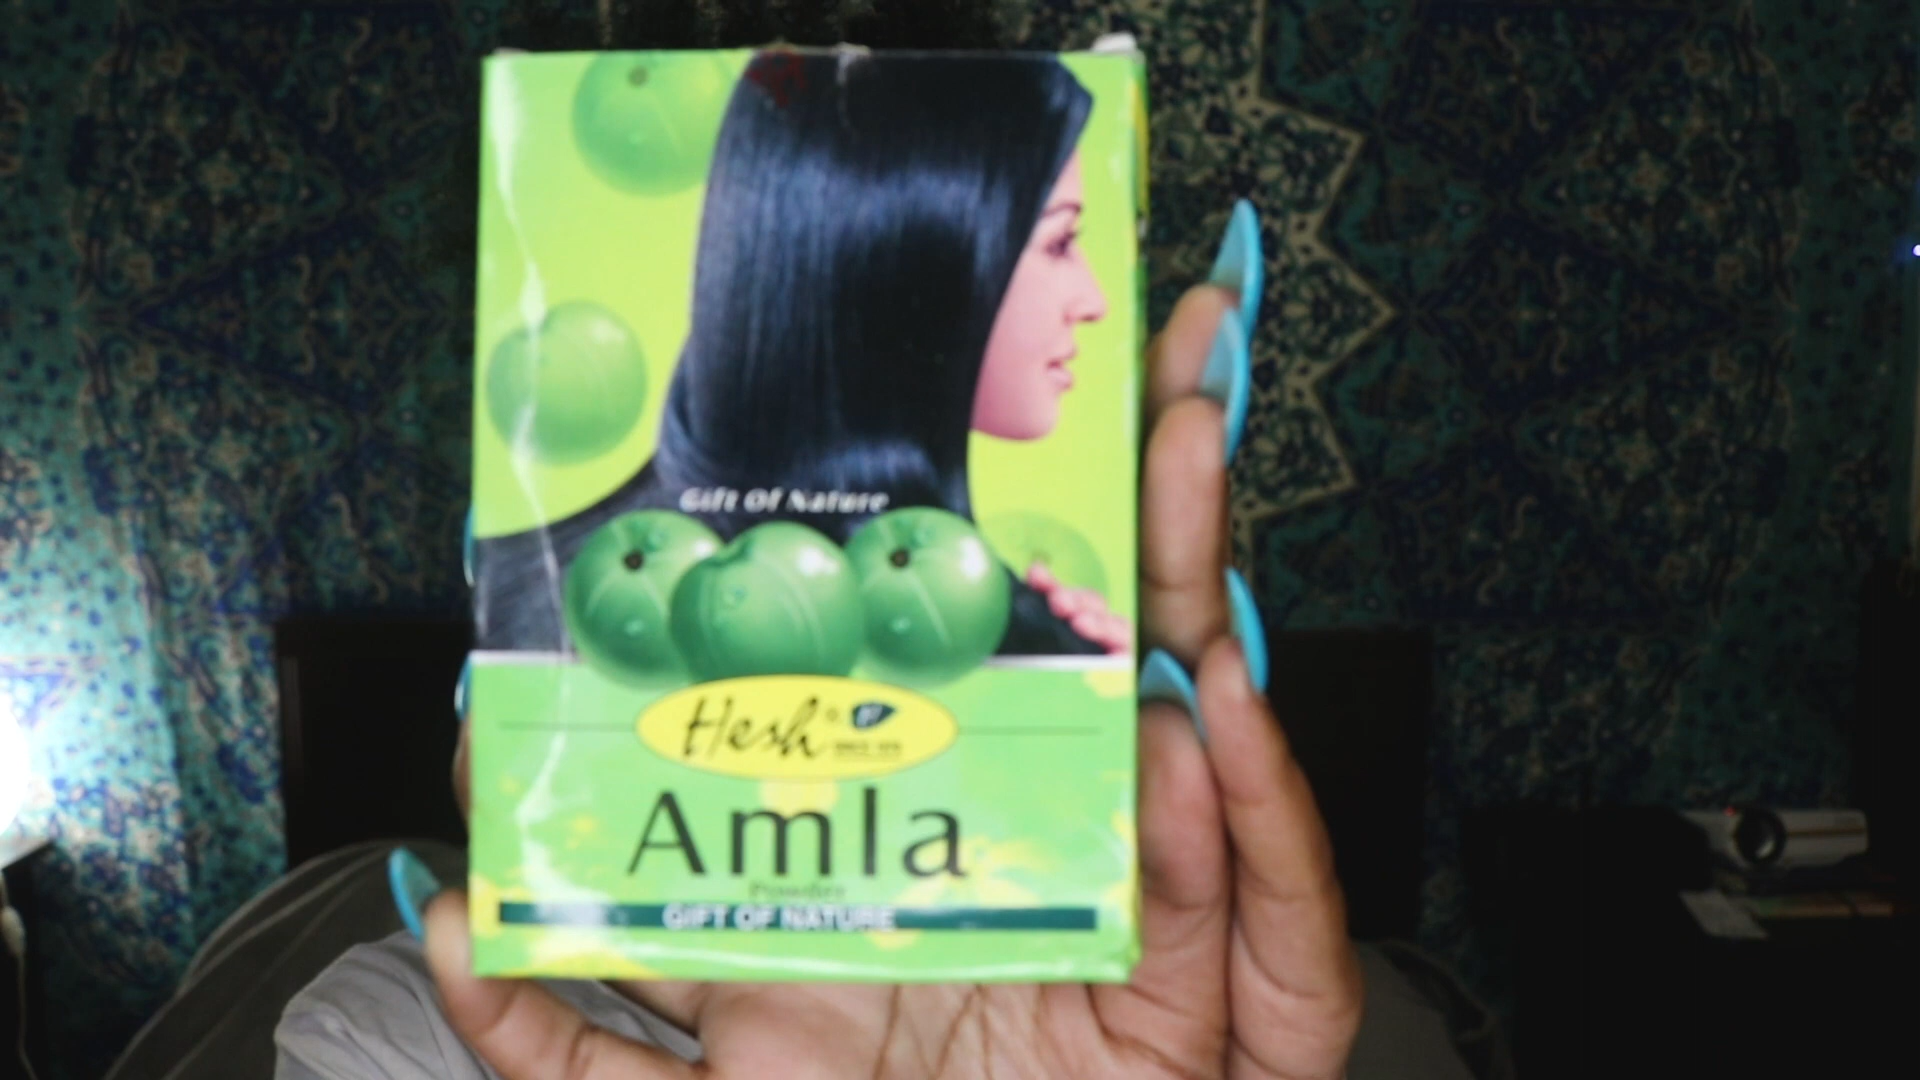 Gift Of Nature
Hesh
Amla
Powder
GIFT OF NATURE